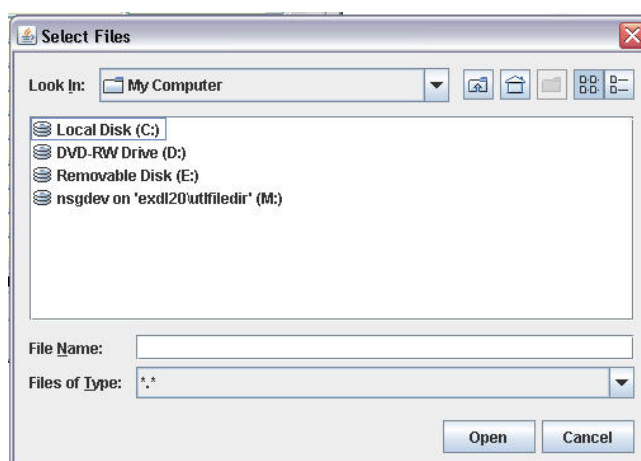 Select Files
Look In: My Computer
Local Disk (C:)
DVD-RW Drive (D:)
Removable Disk (E:)
nsgdev on 'exdl20\utlfiledir' (M:)
File Name:
Files of Type: *.*
Open Cancel